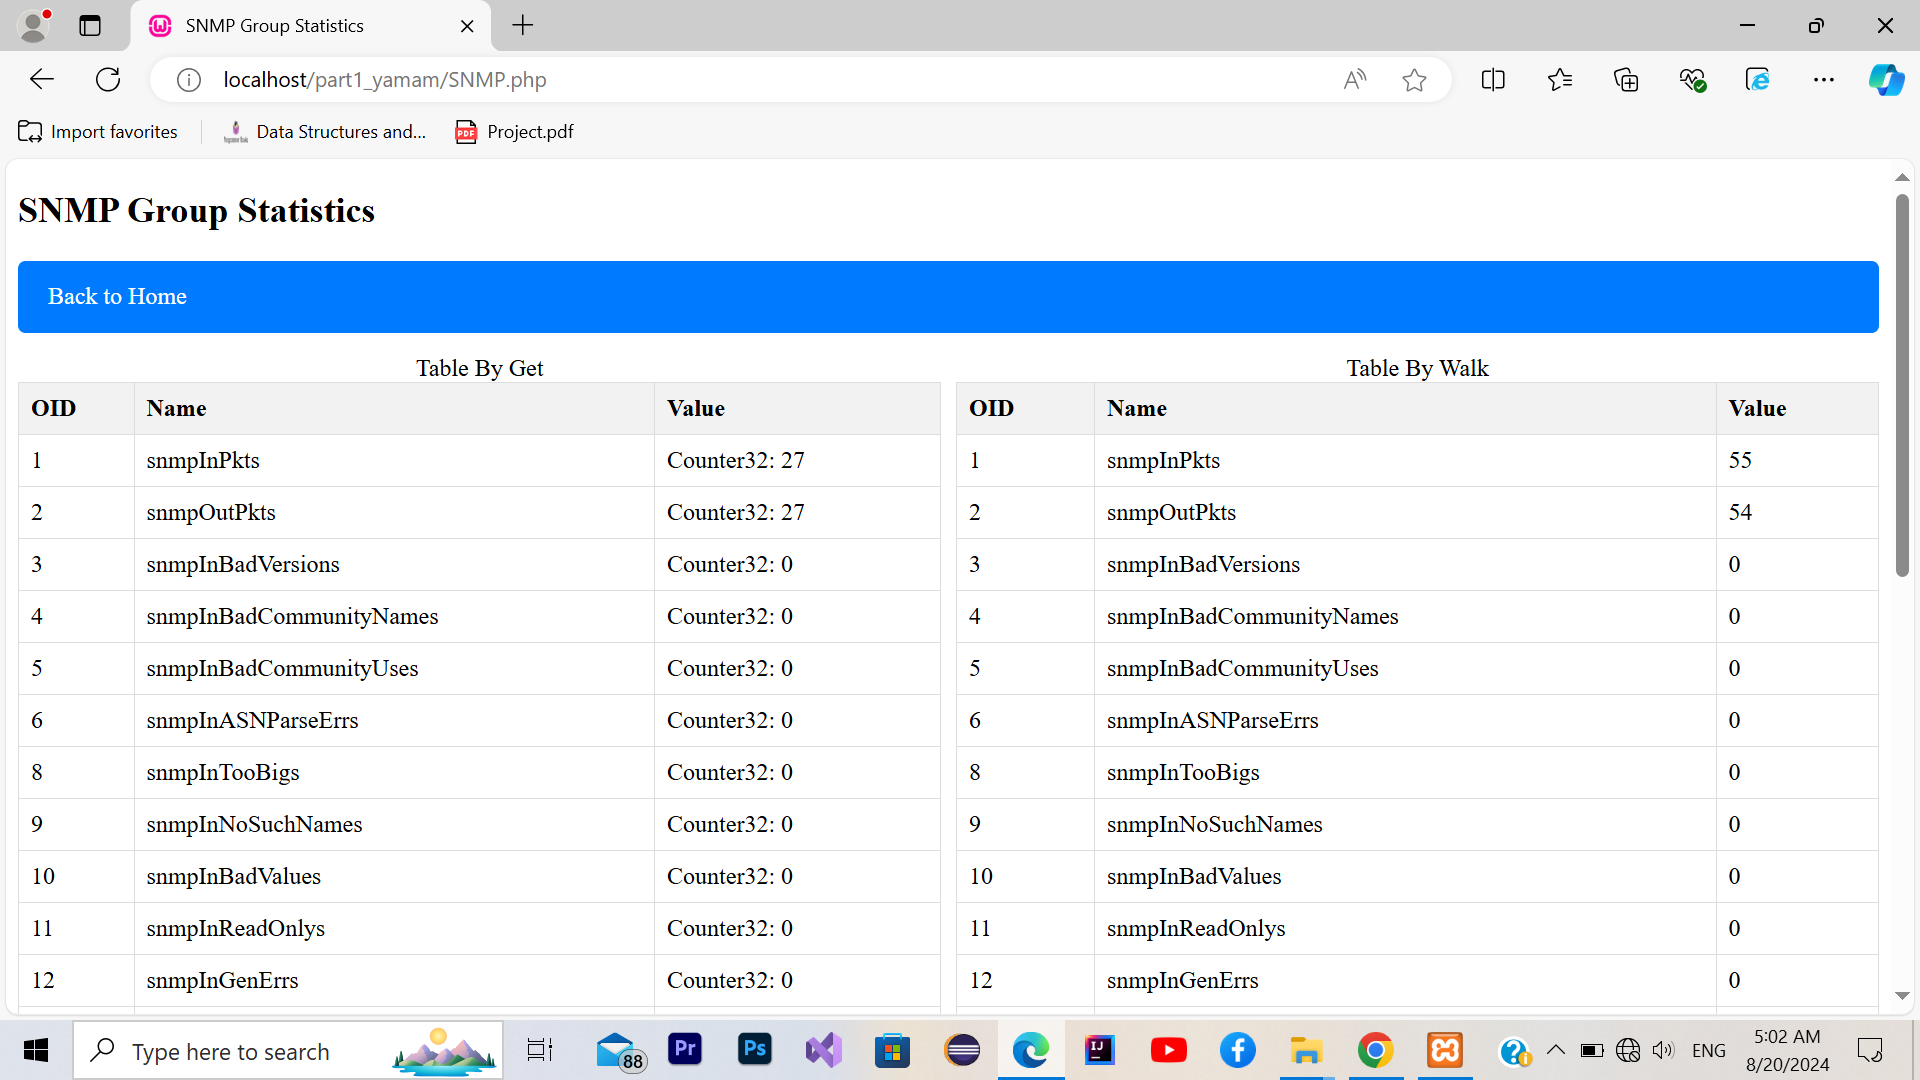 SNMP Group Statistics
localhost/part1_yamam/SNMP.php
Import favorites
Data Structures and...
PDF
Project.pdf
SNMP Group Statistics
Back to Home
Table By Get
OID Name Value
1 snmpInPkts Counter32: 27
2 snmpOutPkts Counter32: 27
3 snmpInBadVersions Counter32: 0
4 snmpInBadCommunityNames Counter32: 0
5 snmpInBadCommunityUses Counter32: 0
6 snmpInASNParseErrs Counter32: 0
8 snmpInTooBigs Counter32: 0
9 snmpInNoSuchNames Counter32: 0
10 snmpInBadValues Counter32: 0
11 snmpInReadOnlys Counter32: 0
12 snmpInGenErrs Counter32: 0
Table By Walk
OID Name Value
1 snmpInPkts 55
2 snmpOutPkts 54
3 snmpInBadVersions 0
4 snmpInBadCommunityNames 0
5 snmpInBadCommunityUses 0
6 snmpInASNParseErrs 0
8 snmpInTooBigs 0
9 snmpInNoSuchNames 0
10 snmpInBadValues 0
11 snmpInReadOnlys 0
12 snmpInGenErrs 0
Type here to search
88
Pr
Ps
IJ
ENG
5:02 AM
8/20/2024